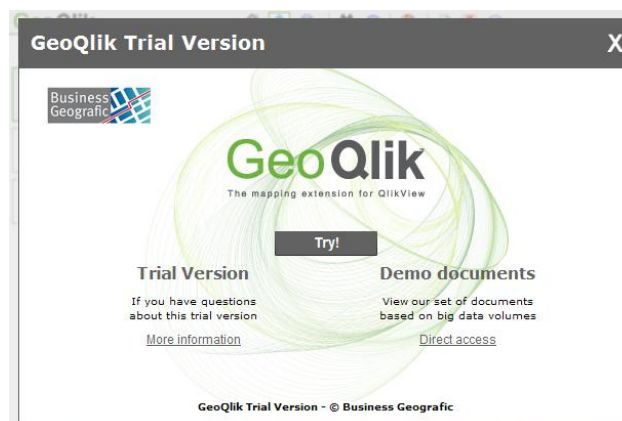 GeoQlik Trial Version X
Business
Geografic
GeoQlik
The mapping extension for QlikView
Try!
Trial Version
If you have questions
about this trial version
More information
Demo documents
View our set of documents
based on big data volumes
Direct access
GeoQlik Trial Version - © Business Geografic